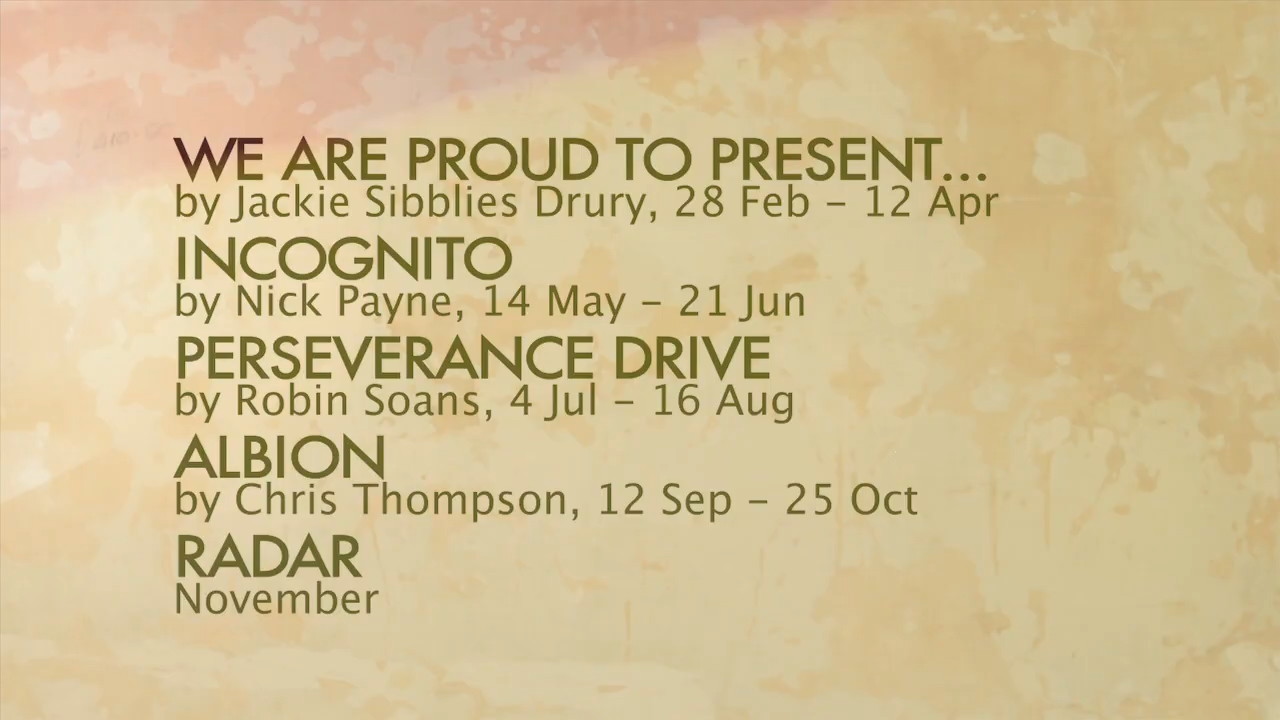 WE ARE PROUD TO PRESENT...
by Jackie Sibblies Drury, 28 Feb – 12 Apr
INCOGNITO
by Nick Payne, 14 May – 21 Jun
PERSEVERANCE DRIVE
by Robin Soans, 4 Jul – 16 Aug
ALBION
by Chris Thompson, 12 Sep – 25 Oct
RADAR
November